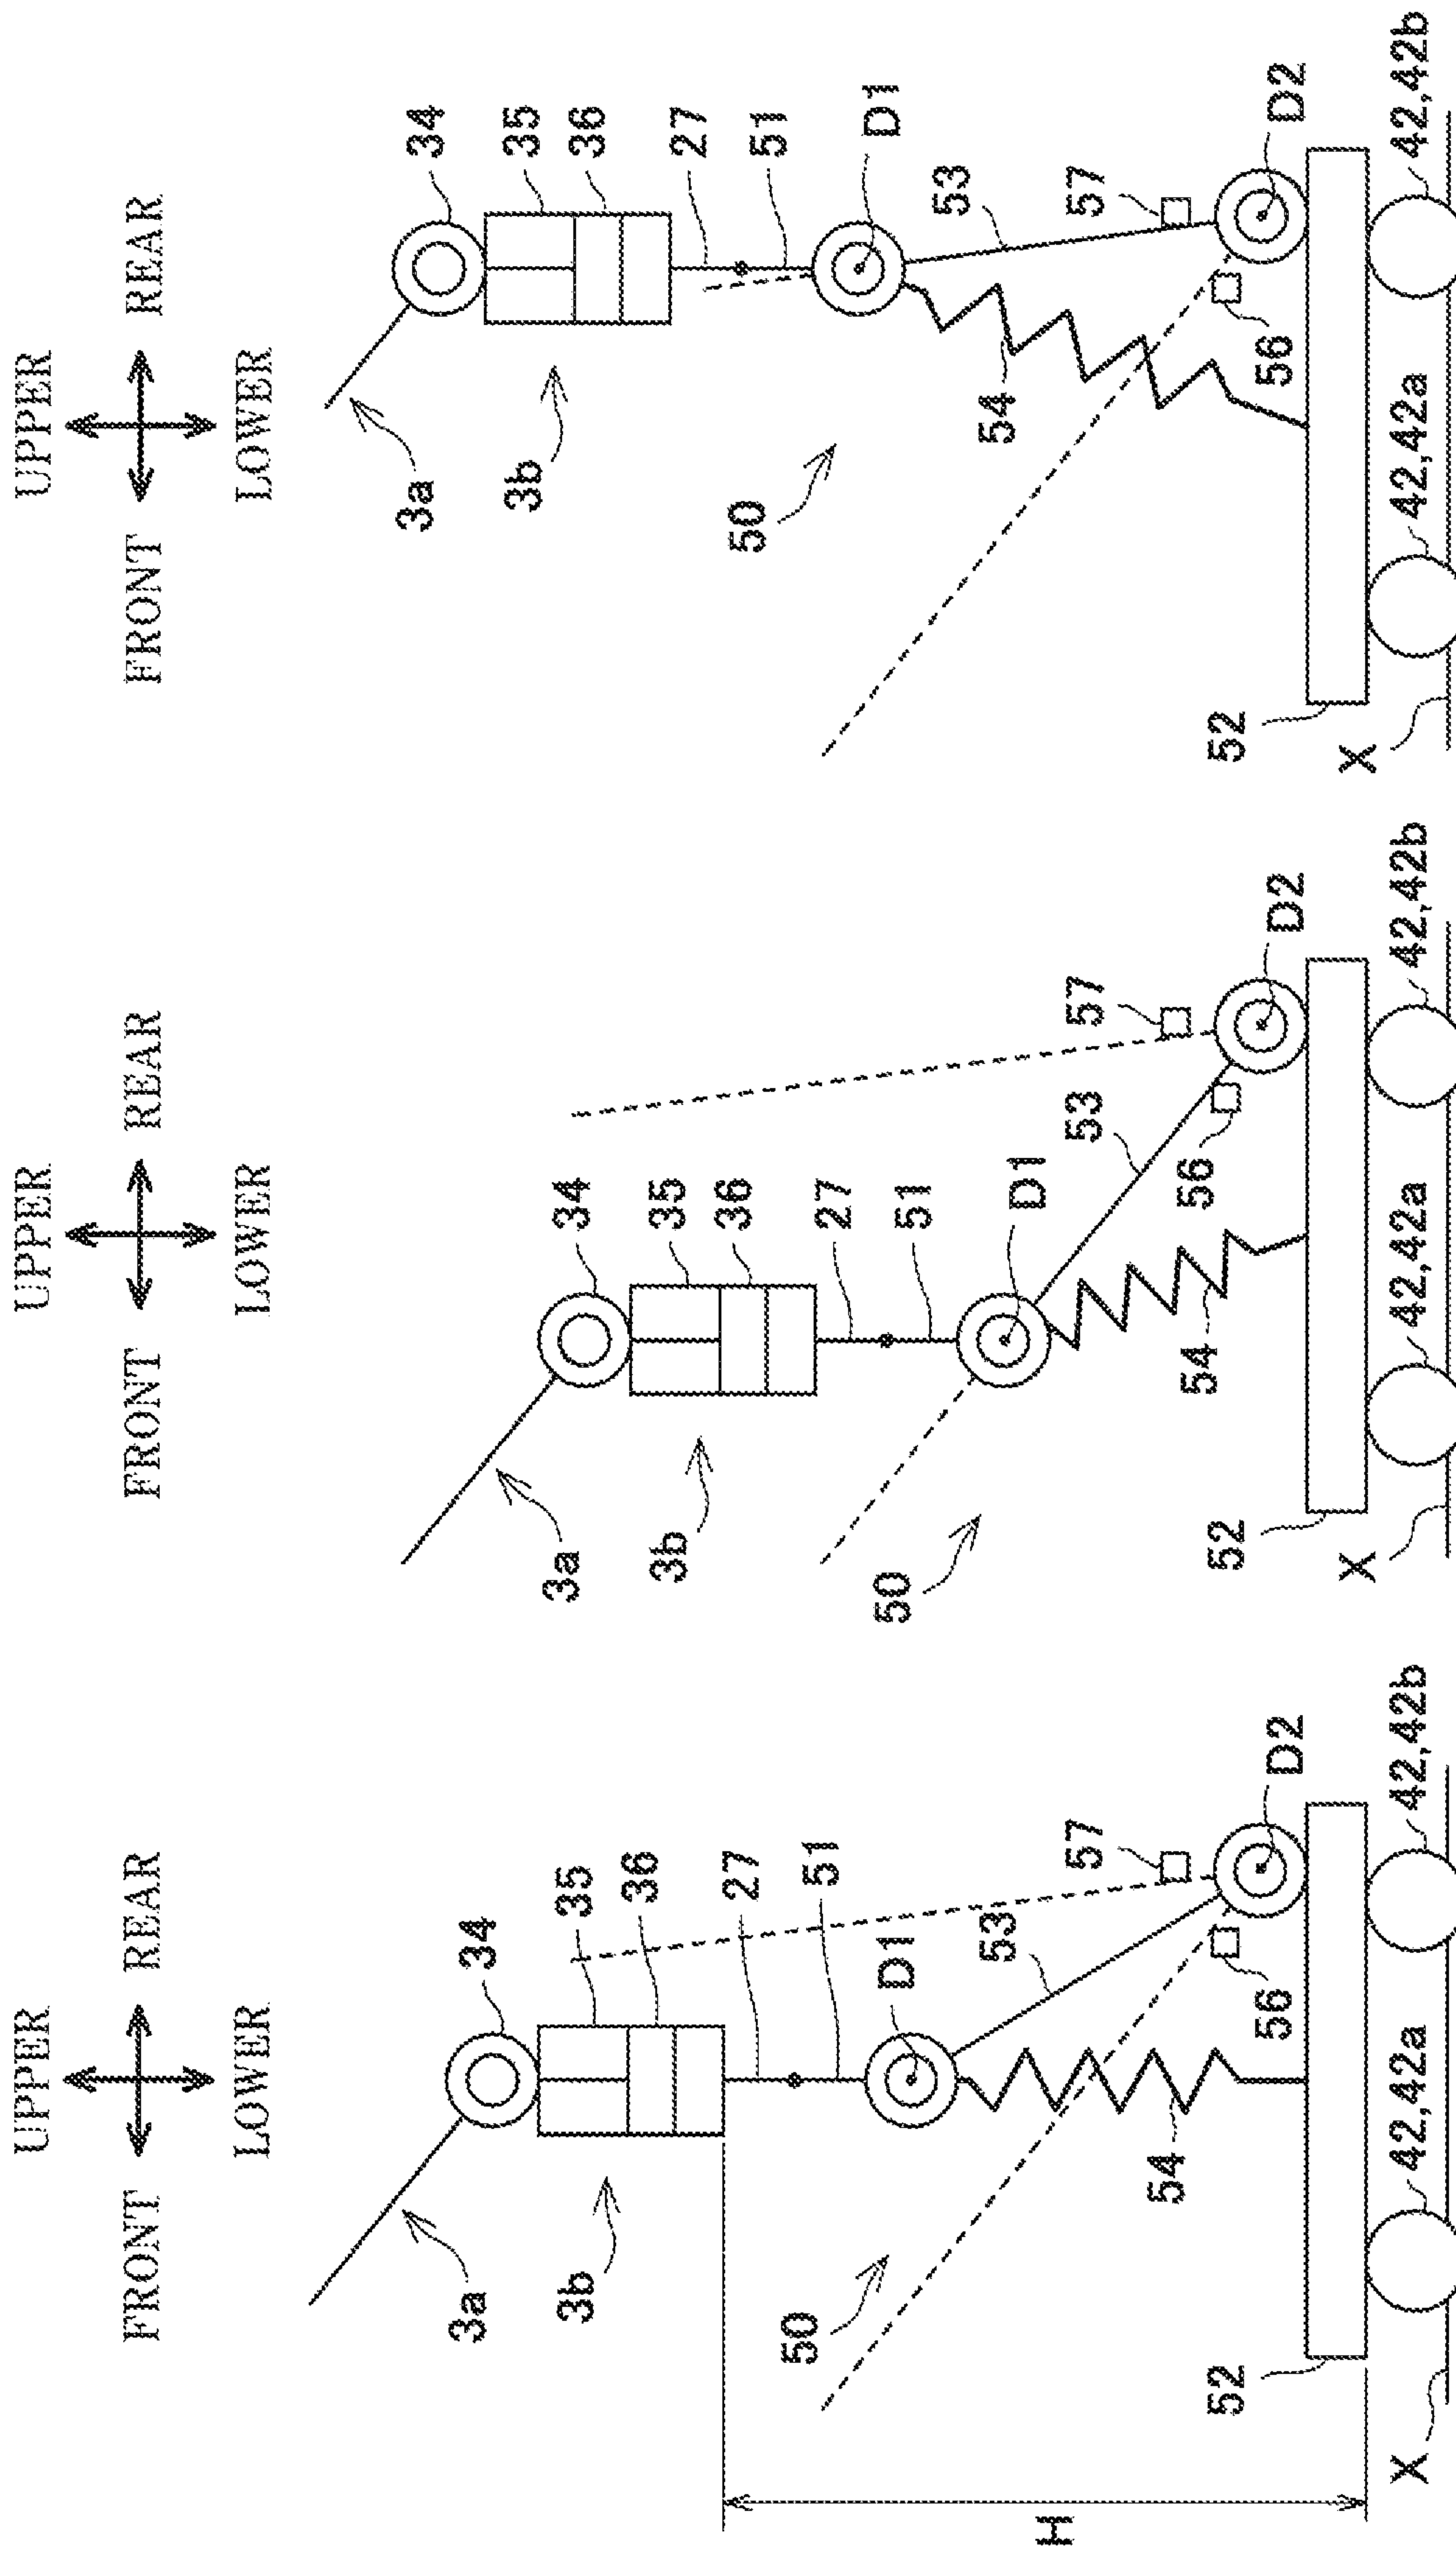 UPPER
FRONT
REAR
LOWER
3a
34
3b
35
36
27
51
50
D1
53
54
57
56
D2
52
42,42a
42,42b
X
H
UPPER
FRONT
REAR
LOWER
3a
34
3b
35
36
27
51
50
D1
53
54
57
56
D2
52
42,42a
42,42b
X
UPPER
FRONT
REAR
LOWER
3a
34
3b
35
36
27
51
50
D1
53
54
57
56
D2
52
42,42a
42,42b
X